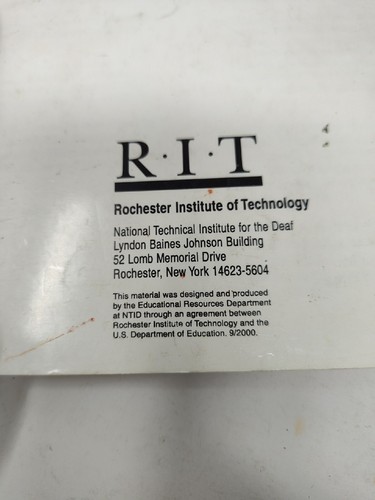 R·I·T
Rochester Institute of Technology
National Technical Institute for the Deaf
Lyndon Baines Johnson Building
52 Lomb Memorial Drive
Rochester, New York 14623-5604
This material was designed and produced
by the Educational Resources Department
at NTID through an agreement between
Rochester Institute of Technology and the
U.S. Department of Education. 9/2000.